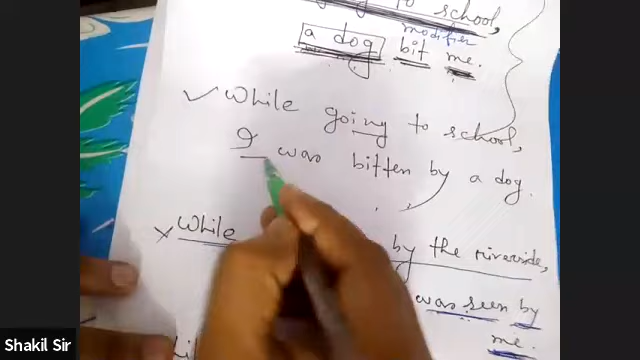 to school,
modifier
a dog bit me.
✓ While going to school,
I was bitten by a dog.
× While by the riverside,
was seen by
me.
Shakil Sir